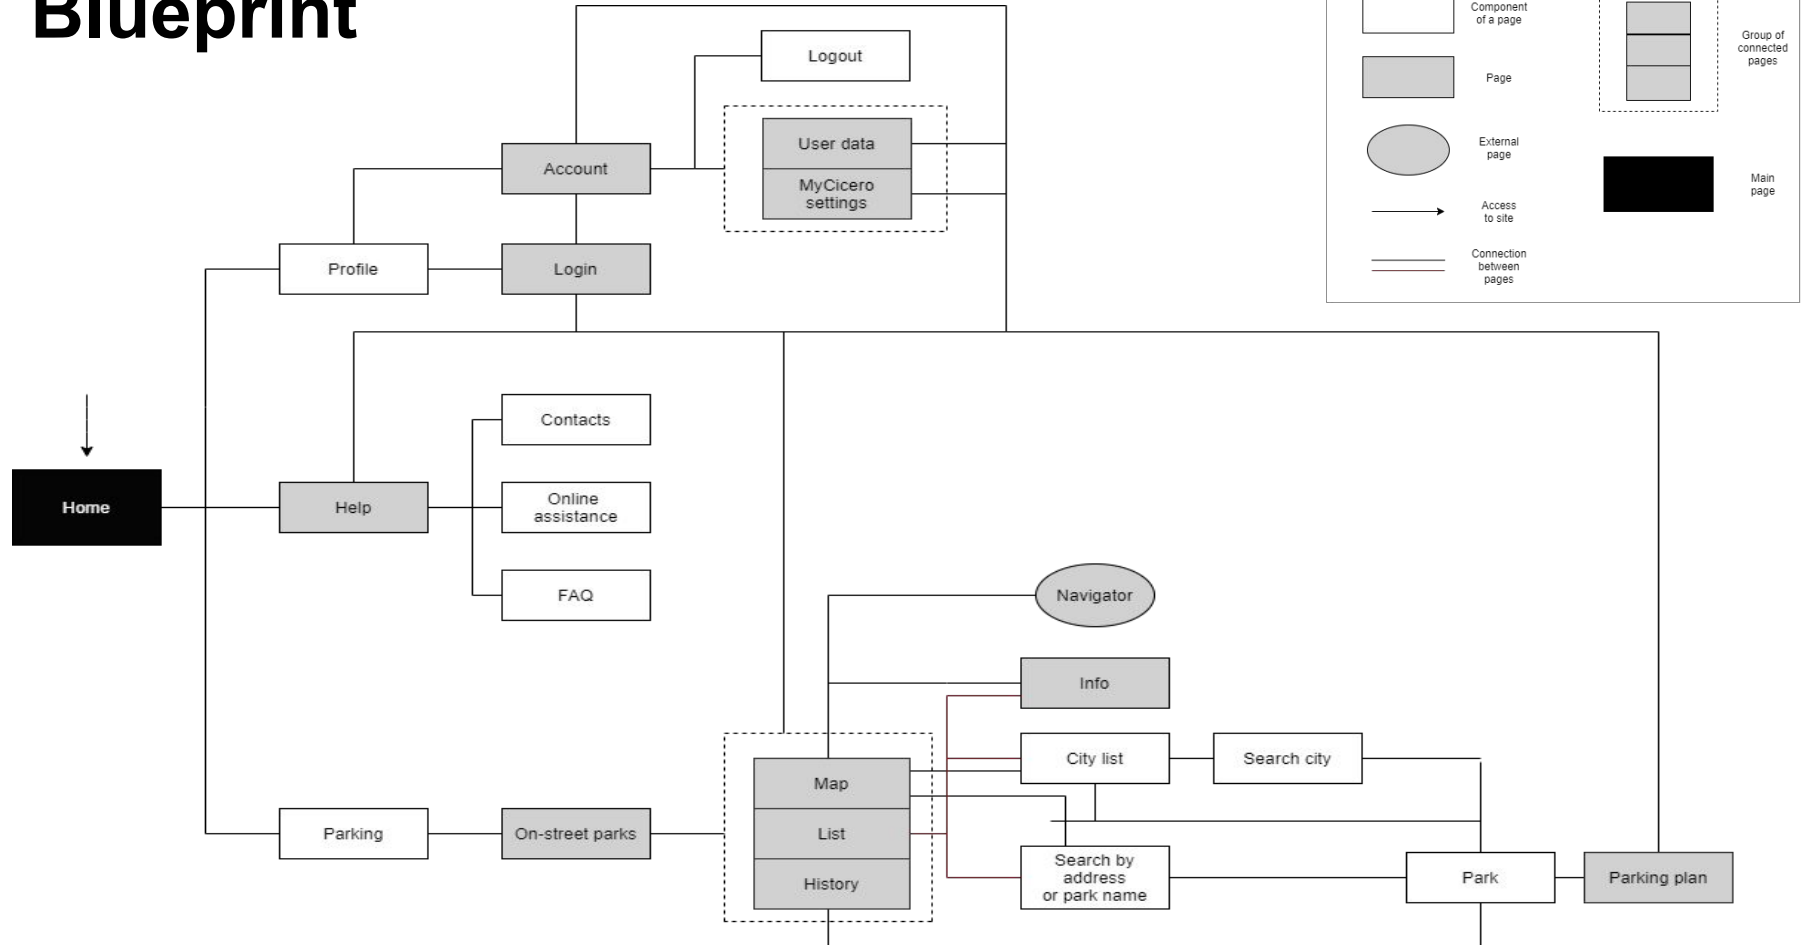 Blueprint
Component
of a page
Group of
connected
pages
Page
External
page
Main
page
Access
to site
Connection
between
pages
Logout
User data
Account
MyCicero
settings
Profile
Login
Contacts
Home
Help
Online
assistance
FAQ
Navigator
Info
City list
Search city
Map
Parking
On-street parks
List
Search by
address
or park name
Park
Parking plan
History